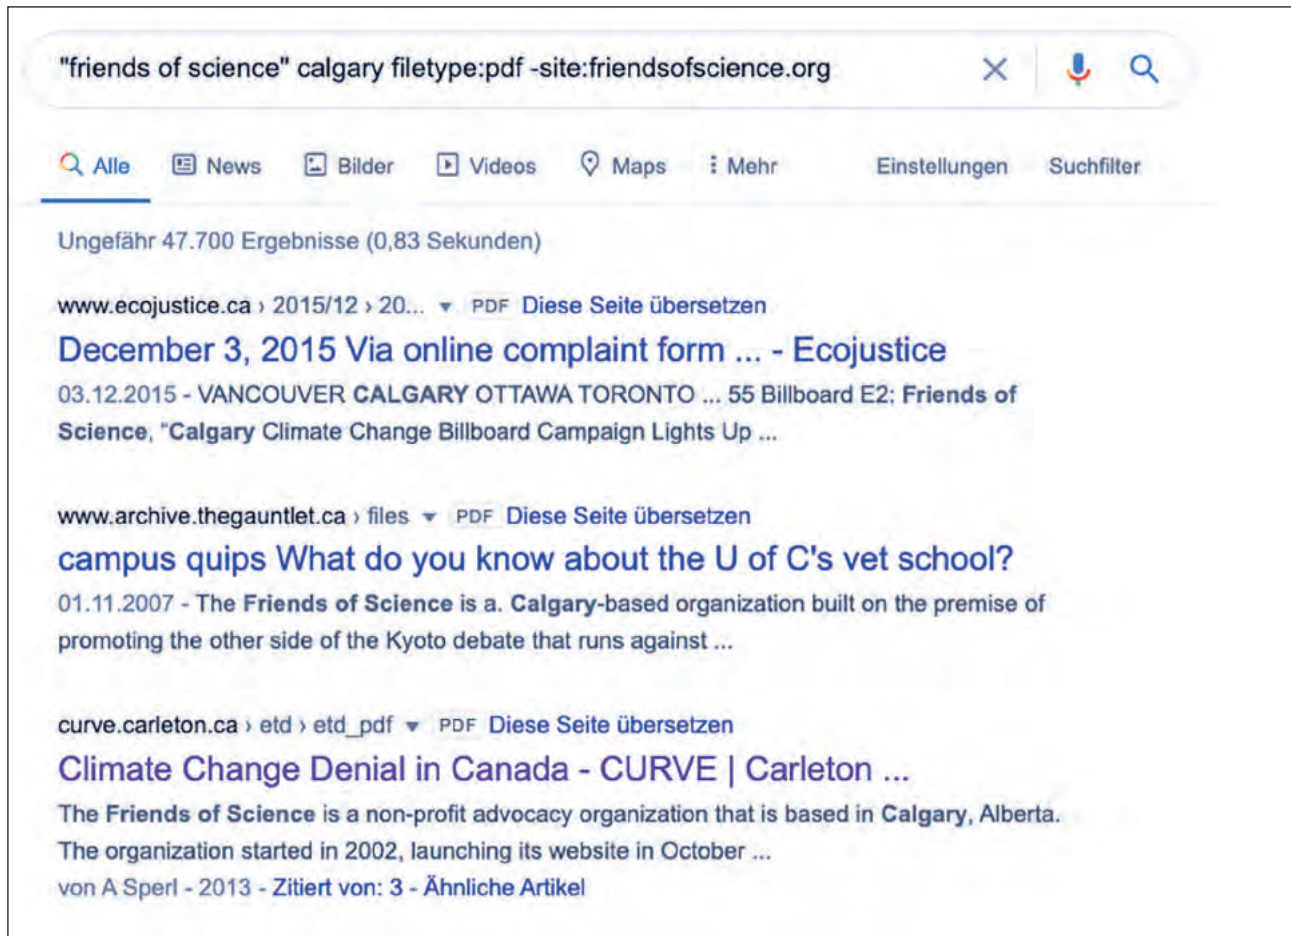 "friends of science" calgary filetype:pdf -site:friendsofscience.org
Alle News Bilder Videos Maps Mehr Einstellungen Suchfilter
Ungefähr 47.700 Ergebnisse (0,83 Sekunden)
www.ecojustice.ca › 2015/12 › 20... PDF Diese Seite übersetzen
December 3, 2015 Via online complaint form ... - Ecojustice
03.12.2015 - VANCOUVER CALGARY OTTAWA TORONTO ... 55 Billboard E2: Friends of
Science, "Calgary Climate Change Billboard Campaign Lights Up ...
www.archive.thegauntlet.ca › files PDF Diese Seite übersetzen
campus quips What do you know about the U of C's vet school?
01.11.2007 - The Friends of Science is a. Calgary-based organization built on the premise of
promoting the other side of the Kyoto debate that runs against ...
curve.carleton.ca › etd › etd_pdf PDF Diese Seite übersetzen
Climate Change Denial in Canada - CURVE | Carleton ...
The Friends of Science is a non-profit advocacy organization that is based in Calgary, Alberta.
The organization started in 2002, launching its website in October ...
von A Sperl - 2013 - Zitiert von: 3 - Ähnliche Artikel